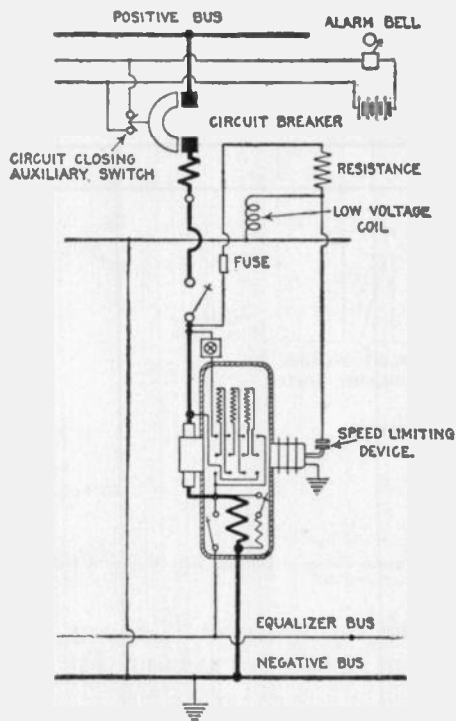 POSITIVE BUS
ALARM BELL
CIRCUIT BREAKER
CIRCUIT CLOSING
AUXILIARY SWITCH
RESISTANCE
LOW VOLTAGE
COIL
FUSE
SPEED LIMITING
DEVICE.
EQUALIZER BUS
NEGATIVE BUS